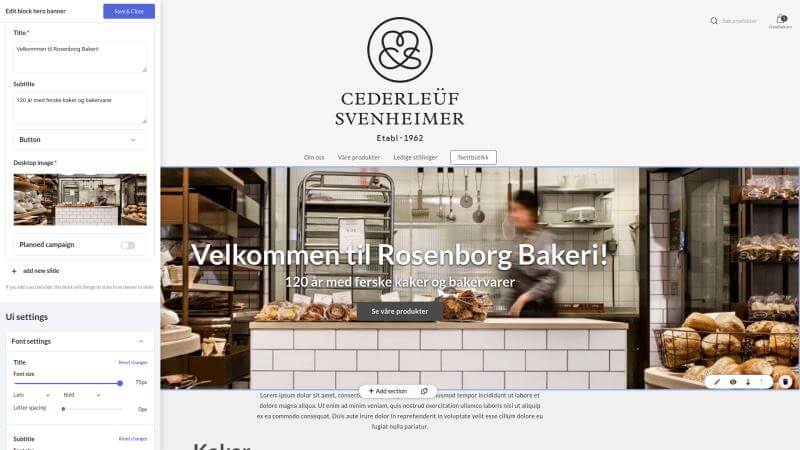 Edit block hero banner
Save & Close
Title *
Velkommen til Rosenborg Bakeri!
Subtitle
120 år med ferske kaker og bakervarer
Button
Desktop image *
Planned campaign
+ add new slide
If you add a second slide, this block will change its state from banner to slider
Ui settings
Font settings
Title
Reset changes
Font size
75px
Lato
Bold
Letter spacing
0px
Subtitle
Reset changes
Søk produkter
Handlekurv
CEDERLEÜF
SVENHEIMER
Etabl · 1962
Om oss
Våre produkter
Ledige stillinger
Nettbutikk
Velkommen til Rosenborg Bakeri!
120 år med ferske kaker og bakervarer
Se våre produkter
+ Add section
Lorem ipsum dolor sit amet, consectetur eiusmod tempor incididunt ut labore et
dolore magna aliqua. Ut enim ad minim veniam, quis nostrud exercitation ullamco laboris nisi ut aliquip
ex ea commodo consequat. Duis aute irure dolor in reprehenderit in voluptate velit esse cillum dolore eu
fugiat nulla pariatur.
Kaker